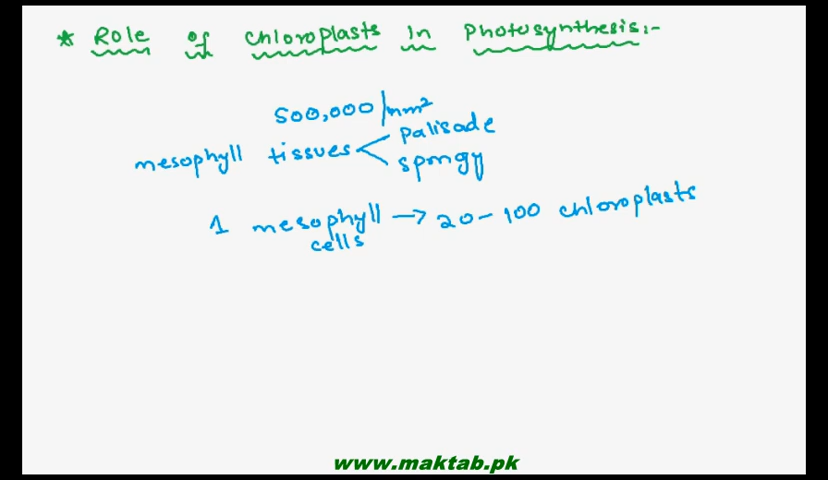 * Role of Chloroplasts In Photosynthesis:-
500,000/mm²
mesophyll tissues < palisade
spongy
1 mesophyll → 20-100 chloroplasts
cells
www.maktab.pk